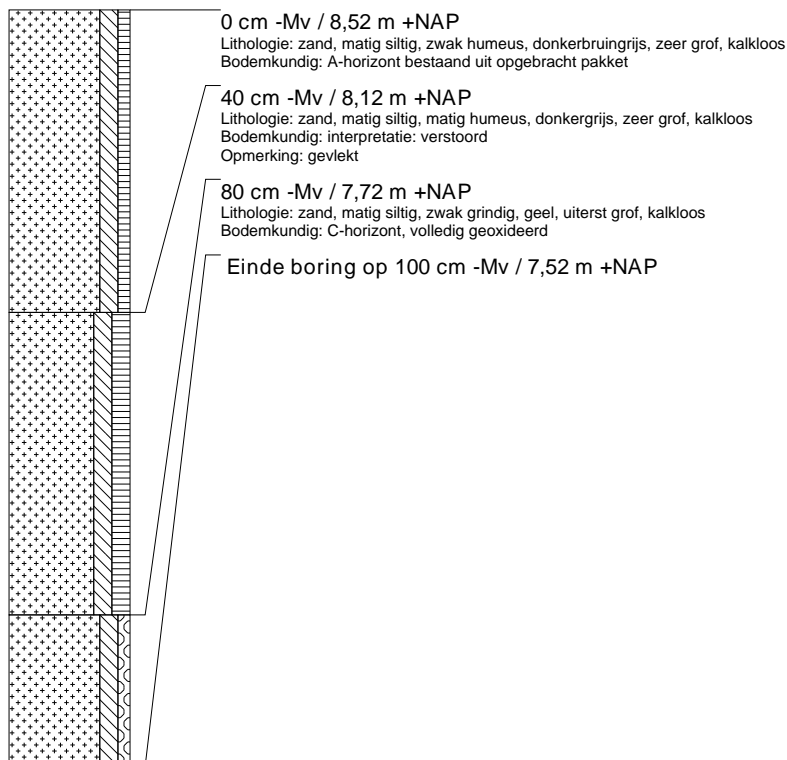 0 cm -Mv / 8,52 m +NAP
Lithologie: zand, matig siltig, zwak humeus, donkerbruingrijs, zeer grof, kalkloos
Bodemkundig: A-horizont bestaand uit opgebracht pakket
40 cm -Mv / 8,12 m +NAP
Lithologie: zand, matig siltig, matig humeus, donkergrijs, zeer grof, kalkloos
Bodemkundig: interpretatie: verstoord
Opmerking: gevlekt
80 cm -Mv / 7,72 m +NAP
Lithologie: zand, matig siltig, zwak grindig, geel, uiterst grof, kalkloos
Bodemkundig: C-horizont, volledig geoxideerd
Einde boring op 100 cm -Mv / 7,52 m +NAP